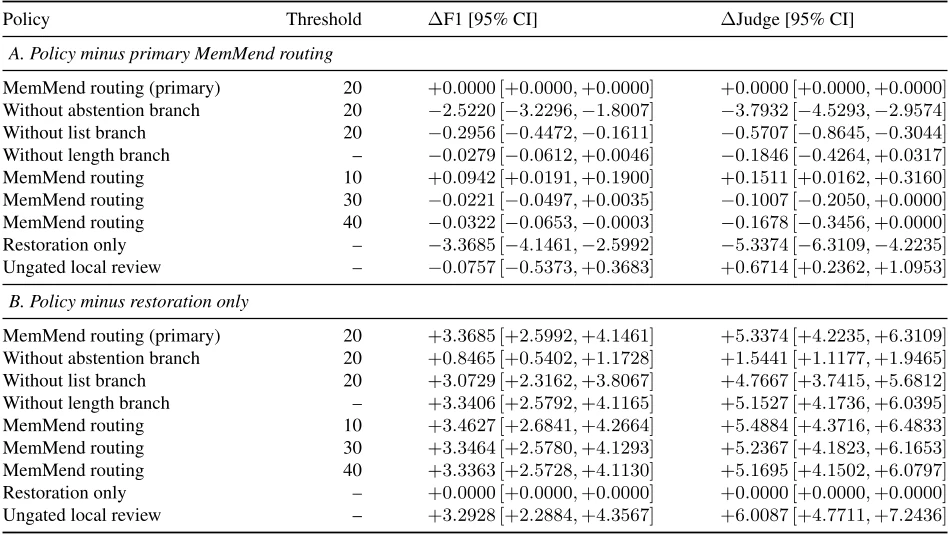 Policy Threshold ΔF1 [95% CI] ΔJudge [95% CI]
A. Policy minus primary MemMend routing
MemMend routing (primary) 20 +0.0000 [+0.0000, +0.0000] +0.0000 [+0.0000, +0.0000]
Without abstention branch 20 −2.5220 [−3.2296, −1.8007] −3.7932 [−4.5293, −2.9574]
Without list branch 20 −0.2956 [−0.4472, −0.1611] −0.5707 [−0.8645, −0.3044]
Without length branch – −0.0279 [−0.0612, +0.0046] −0.1846 [−0.4264, +0.0317]
MemMend routing 10 +0.0942 [+0.0191, +0.1900] +0.1511 [+0.0162, +0.3160]
MemMend routing 30 −0.0221 [−0.0497, +0.0035] −0.1007 [−0.2050, +0.0000]
MemMend routing 40 −0.0322 [−0.0653, −0.0003] −0.1678 [−0.3456, +0.0000]
Restoration only – −3.3685 [−4.1461, −2.5992] −5.3374 [−6.3109, −4.2235]
Ungated local review – −0.0757 [−0.5373, +0.3683] +0.6714 [+0.2362, +1.0953]
B. Policy minus restoration only
MemMend routing (primary) 20 +3.3685 [+2.5992, +4.1461] +5.3374 [+4.2235, +6.3109]
Without abstention branch 20 +0.8465 [+0.5402, +1.1728] +1.5441 [+1.1177, +1.9465]
Without list branch 20 +3.0729 [+2.3162, +3.8067] +4.7667 [+3.7415, +5.6812]
Without length branch – +3.3406 [+2.5792, +4.1165] +5.1527 [+4.1736, +6.0395]
MemMend routing 10 +3.4627 [+2.6841, +4.2664] +5.4884 [+4.3716, +6.4833]
MemMend routing 30 +3.3464 [+2.5780, +4.1293] +5.2367 [+4.1823, +6.1653]
MemMend routing 40 +3.3363 [+2.5728, +4.1130] +5.1695 [+4.1502, +6.0797]
Restoration only – +0.0000 [+0.0000, +0.0000] +0.0000 [+0.0000, +0.0000]
Ungated local review – +3.2928 [+2.2884, +4.3567] +6.0087 [+4.7711, +7.2436]